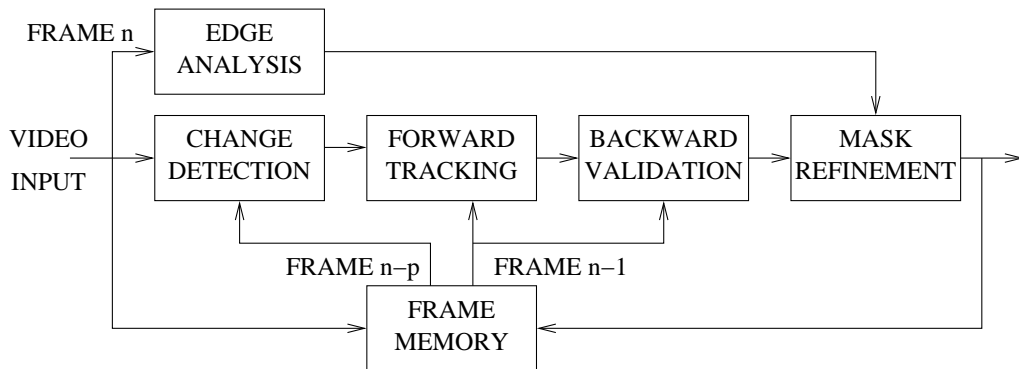 FRAME n
EDGE
ANALYSIS
VIDEO
INPUT
CHANGE
DETECTION
FORWARD
TRACKING
BACKWARD
VALIDATION
MASK
REFINEMENT
FRAME n−p
FRAME n−1
FRAME
MEMORY